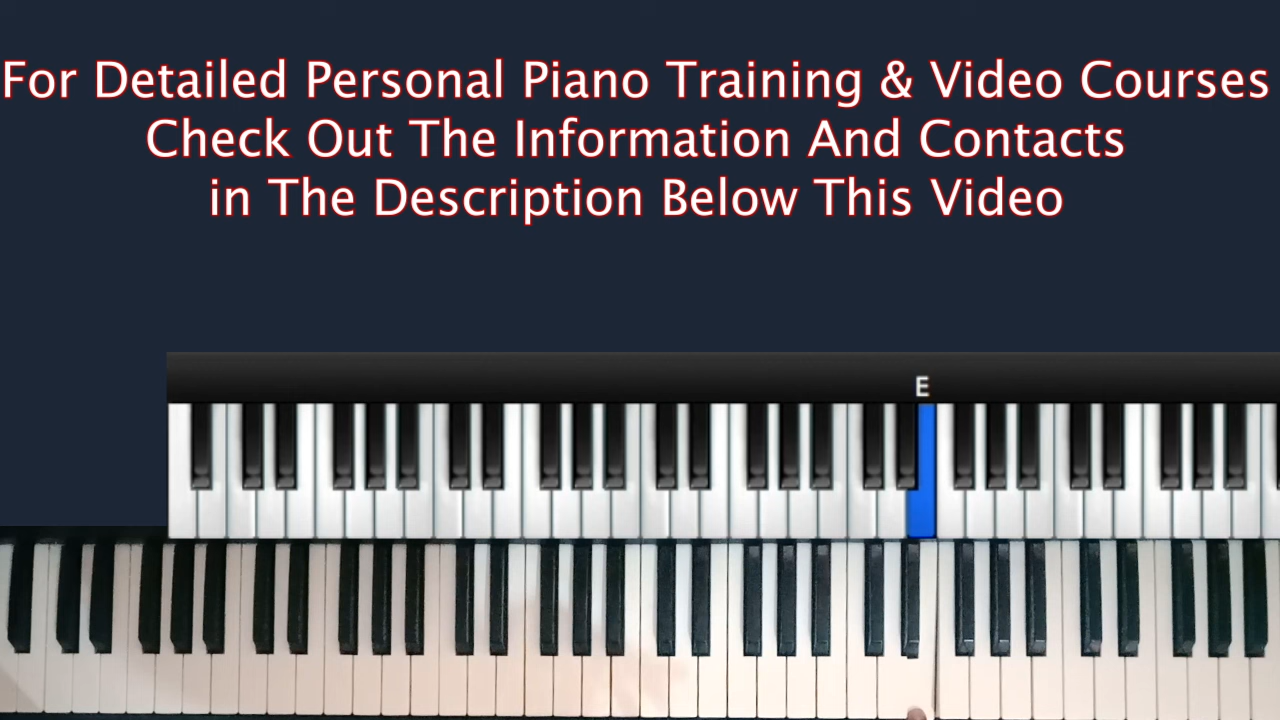 For Detailed Personal Piano Training & Video Courses
Check Out The Information And Contacts
in The Description Below This Video
E